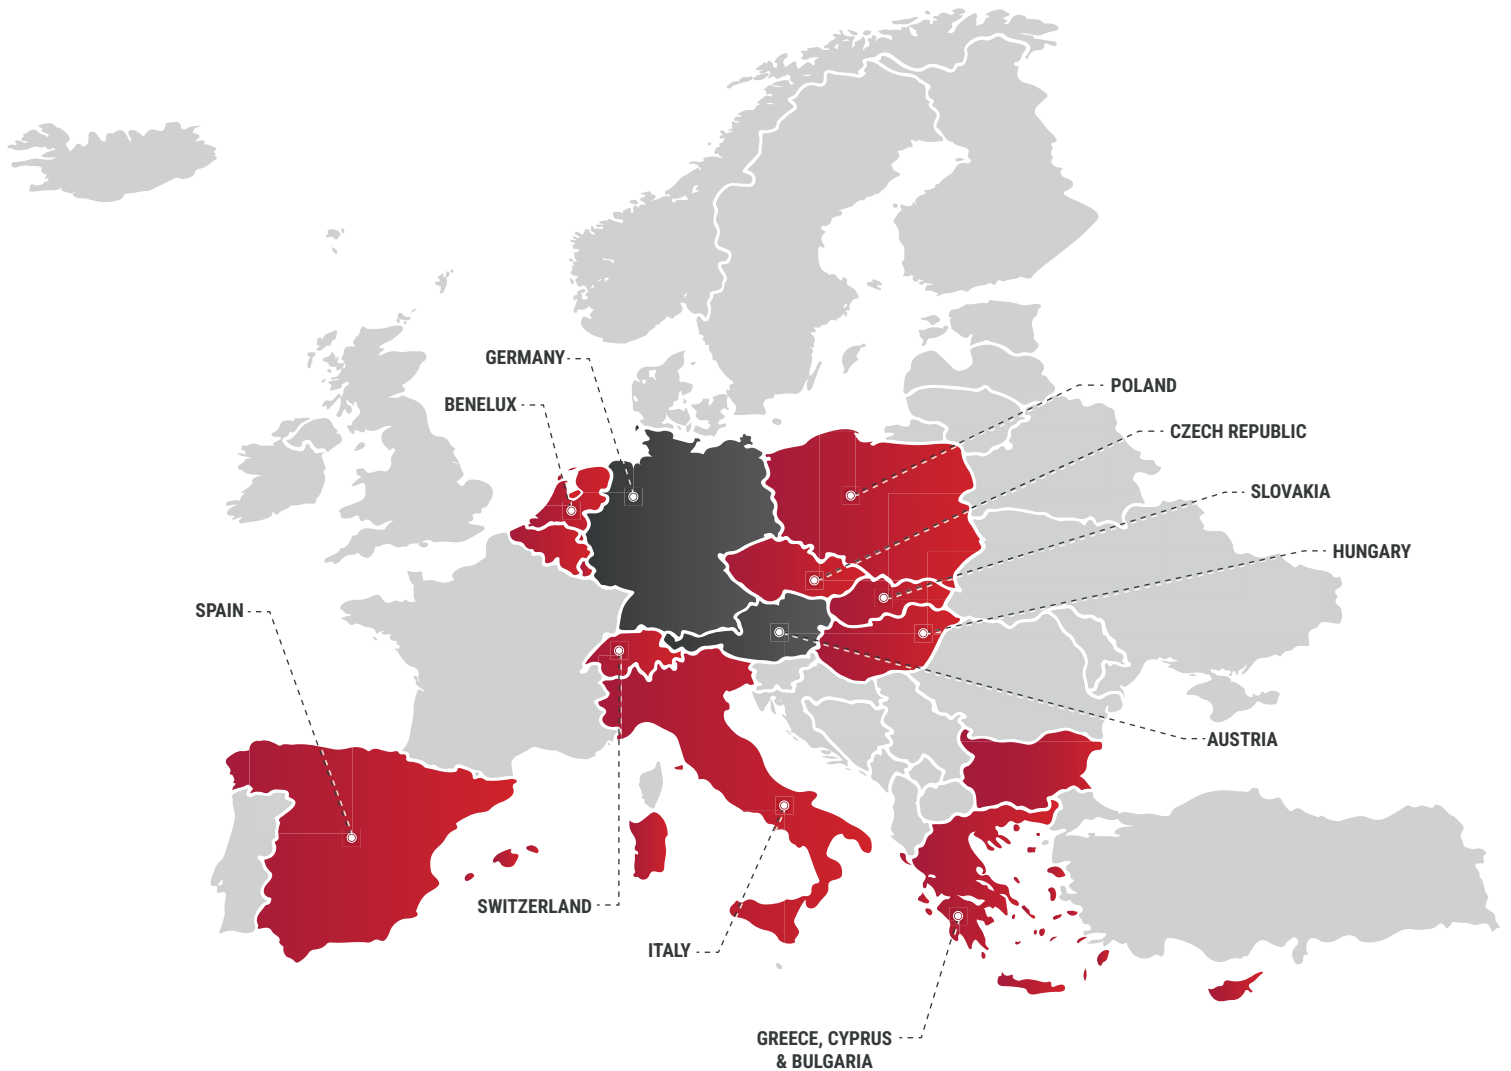 GERMANY
POLAND
BENELUX
CZECH REPUBLIC
SLOVAKIA
HUNGARY
SPAIN
AUSTRIA
SWITZERLAND
ITALY
GREECE, CYPRUS
& BULGARIA